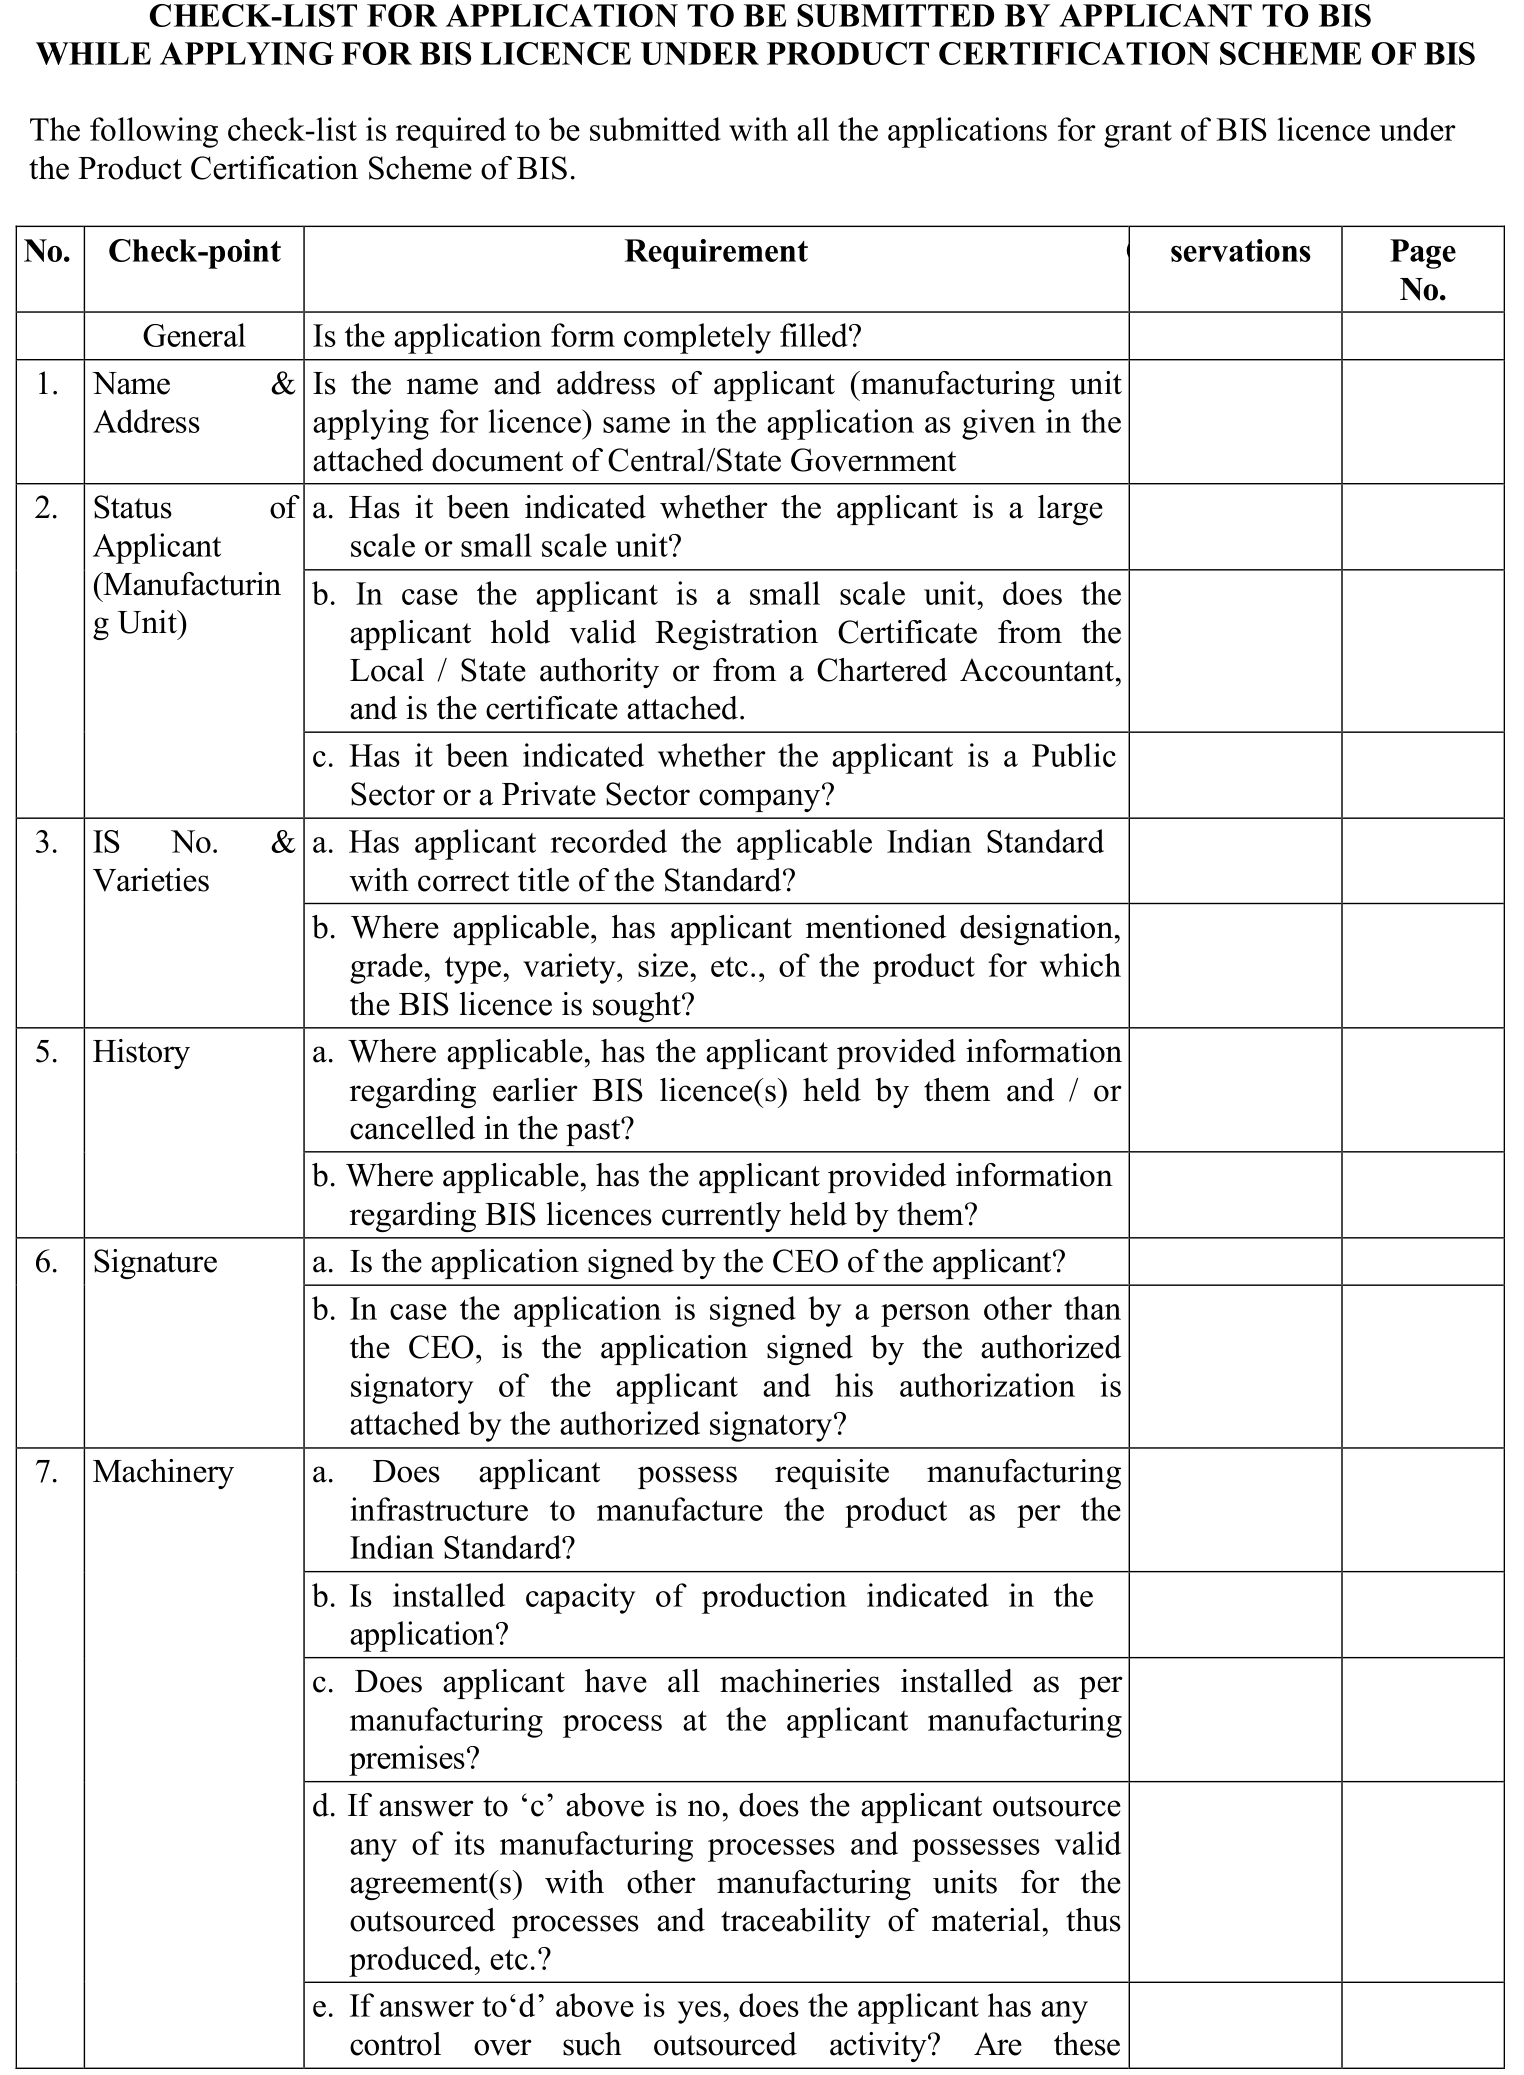 CHECK-LIST FOR APPLICATION TO BE SUBMITTED BY APPLICANT TO BIS
WHILE APPLYING FOR BIS LICENCE UNDER PRODUCT CERTIFICATION SCHEME OF BIS
The following check-list is required to be submitted with all the applications for grant of BIS licence under
the Product Certification Scheme of BIS.
No. Check-point Requirement servations Page
No.
General Is the application form completely filled?
1. Name & Is the name and address of applicant (manufacturing unit
Address applying for licence) same in the application as given in the
attached document of Central/State Government
2. Status of a. Has it been indicated whether the applicant is a large
Applicant scale or small scale unit?
(Manufacturin
g Unit)
b. In case the applicant is a small scale unit, does the
applicant hold valid Registration Certificate from the
Local / State authority or from a Chartered Accountant,
and is the certificate attached.
c. Has it been indicated whether the applicant is a Public
Sector or a Private Sector company?
3. IS No. & a. Has applicant recorded the applicable Indian Standard
Varieties with correct title of the Standard?
b. Where applicable, has applicant mentioned designation,
grade, type, variety, size, etc., of the product for which
the BIS licence is sought?
5. History a. Where applicable, has the applicant provided information
regarding earlier BIS licence(s) held by them and / or
cancelled in the past?
b. Where applicable, has the applicant provided information
regarding BIS licences currently held by them?
6. Signature a. Is the application signed by the CEO of the applicant?
b. In case the application is signed by a person other than
the CEO, is the application signed by the authorized
signatory of the applicant and his authorization is
attached by the authorized signatory?
7. Machinery a. Does applicant possess requisite manufacturing
infrastructure to manufacture the product as per the
Indian Standard?
b. Is installed capacity of production indicated in the
application?
c. Does applicant have all machineries installed as per
manufacturing process at the applicant manufacturing
premises?
d. If answer to ‘c’ above is no, does the applicant outsource
any of its manufacturing processes and possesses valid
agreement(s) with other manufacturing units for the
outsourced processes and traceability of material, thus
produced, etc.?
e. If answer to‘d’ above is yes, does the applicant has any
control over such outsourced activity? Are these